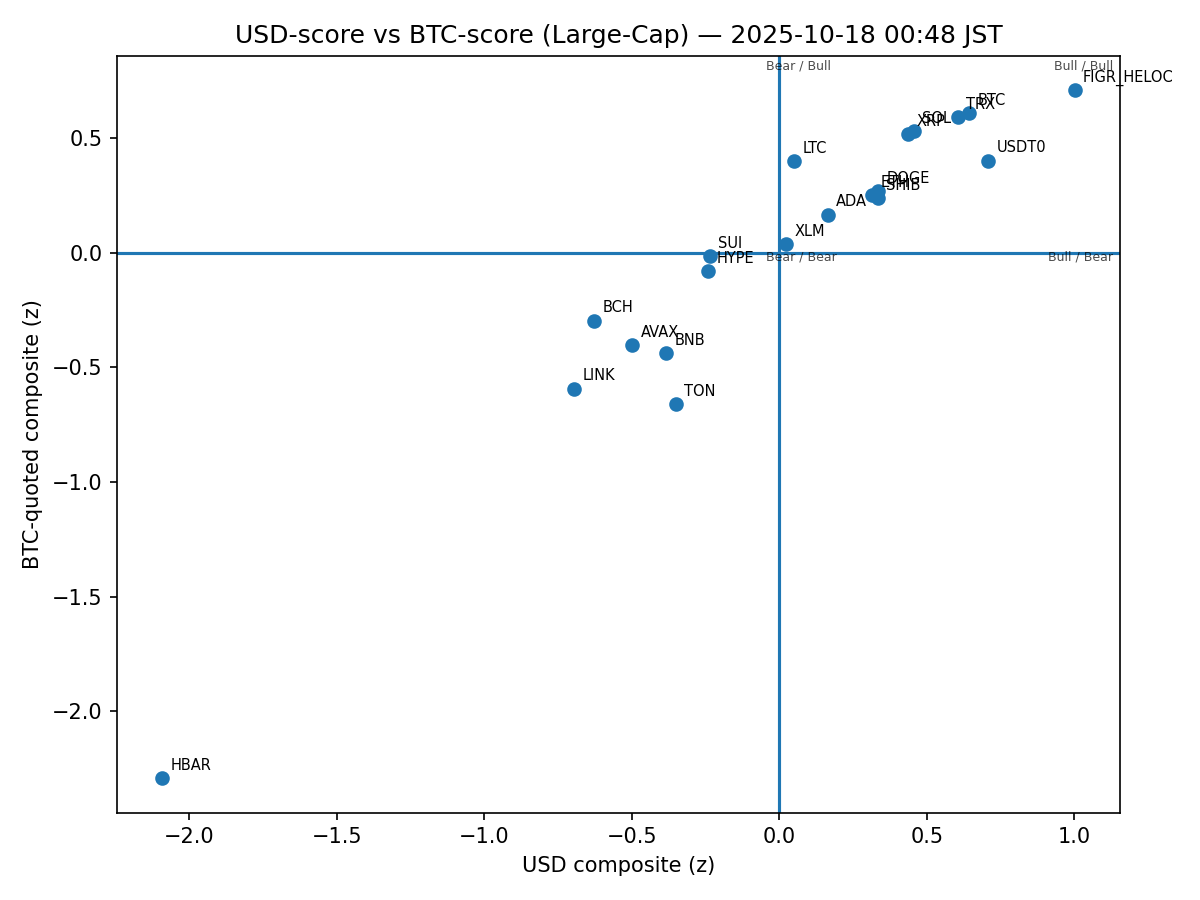 USD-score vs BTC-score (Large-Cap) — 2025-10-18 00:48 JST
Bear / Bull
Bull / Bull
FIGR_HELOC
BTC
TRX
SOL
XRP
USDT0
LTC
DOGE
ETH
SHIB
ADA
XLM
SUI
HYPE
Bear / Bear
Bull / Bear
BCH
AVAX
BNB
LINK
TON
HBAR
0.5
0.0
−0.5
−1.0
−1.5
−2.0
BTC-quoted composite (z)
−2.0
−1.5
−1.0
−0.5
0.0
0.5
1.0
USD composite (z)